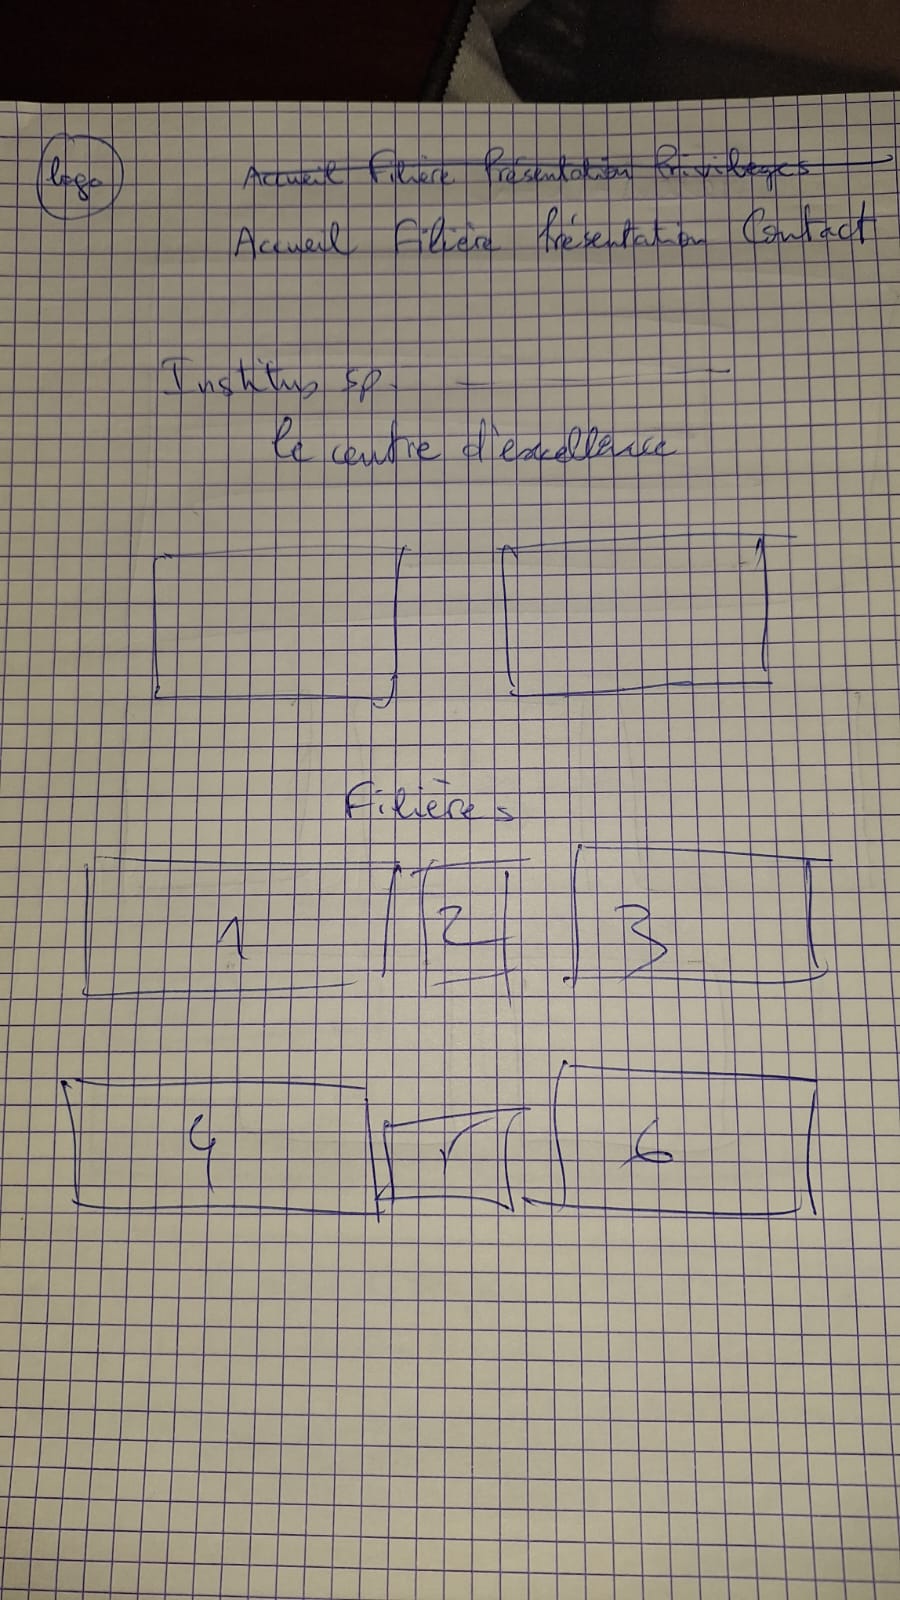 logo
Accueil Filière Présentation Privileges
Accueil Filière Présentation Contact
Institus sp.
le centre d'excellence
Filières
1 2 3
4 5 6